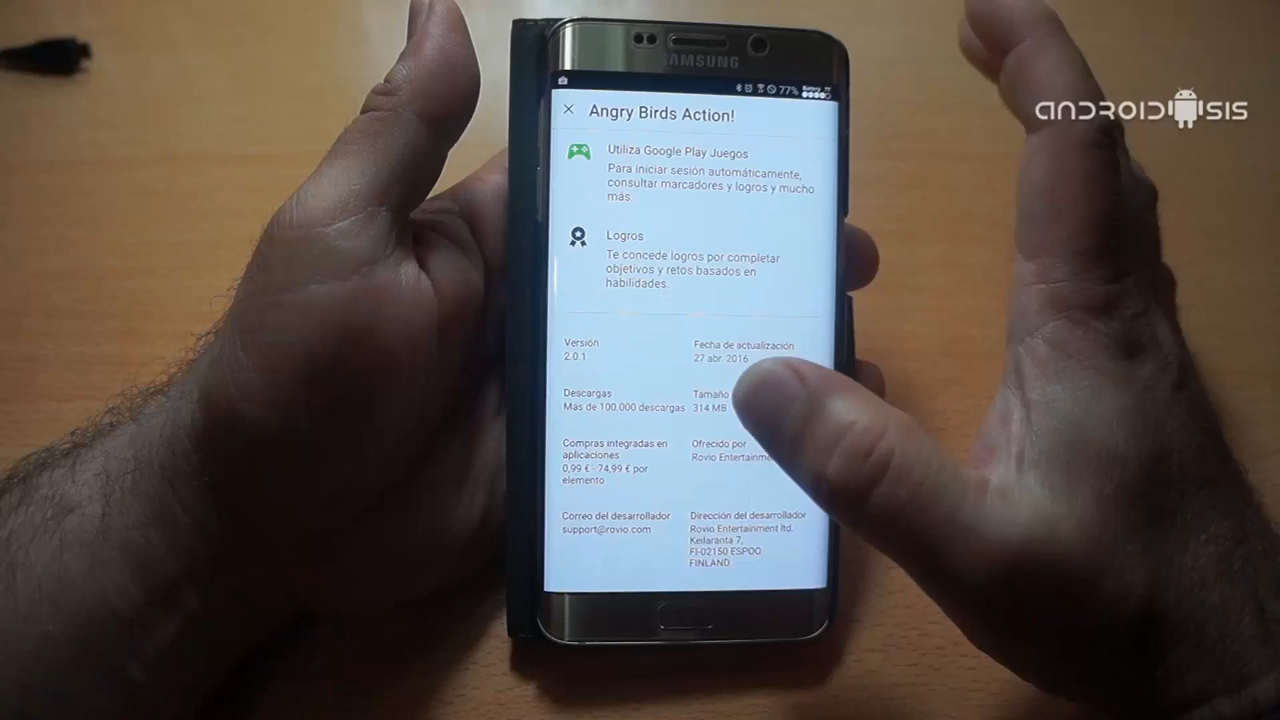 SAMSUNG
77%
Angry Birds Action!
ANDROIDSIS
Utiliza Google Play Juegos
Para iniciar sesión automáticamente,
consultar marcadores y logros y mucho
más.
Logros
Te concede logros por completar
objetivos y retos basados en
habilidades.
Versión
2.0.1
Fecha de actualización
27 abr. 2016
Descargas
Más de 100.000 descargas
Tamaño
314 MB
Compras integradas en
aplicaciones
0,99 € - 74,99 € por
elemento
Ofrecido por
Rovio Entertainme
Correo del desarrollador
support@rovio.com
Dirección del desarrollador
Rovio Entertainment ltd.
Keilaranta 7,
FI-02150 ESPOO
FINLAND